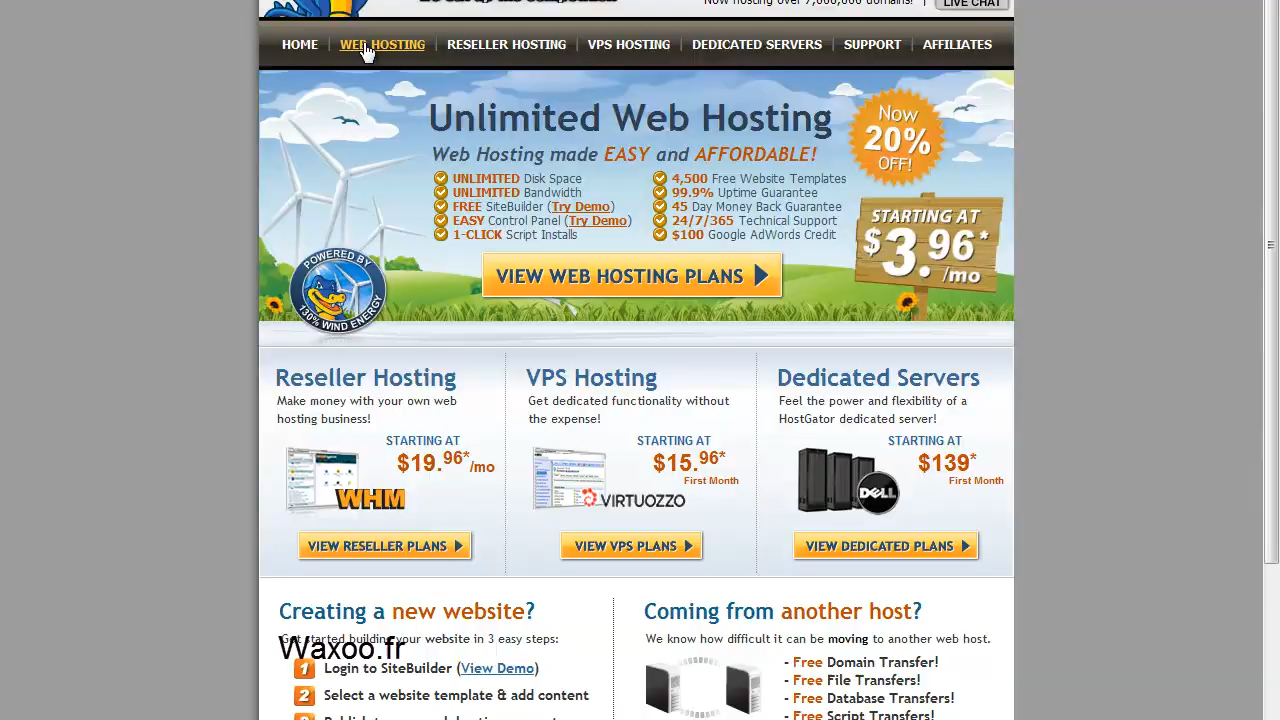 Now hosting over 7,000,000 domains! | LIVE CHAT
HOME WEB HOSTING RESELLER HOSTING VPS HOSTING DEDICATED SERVERS SUPPORT AFFILIATES
Unlimited Web Hosting
Web Hosting made EASY and AFFORDABLE!
UNLIMITED Disk Space
UNLIMITED Bandwidth
FREE SiteBuilder (Try Demo)
EASY Control Panel (Try Demo)
1-CLICK Script Installs
4,500 Free Website Templates
99.9% Uptime Guarantee
45 Day Money Back Guarantee
24/7/365 Technical Support
$100 Google AdWords Credit
Now
20%
OFF!
STARTING AT
$3.96*
/mo
POWERED BY
130% WIND ENERGY
VIEW WEB HOSTING PLANS
Reseller Hosting
Make money with your own web
hosting business!
STARTING AT
$19.96*/mo
WHM
VIEW RESELLER PLANS
VPS Hosting
Get dedicated functionality without
the expense!
STARTING AT
$15.96*
First Month
VIRTUOZZO
VIEW VPS PLANS
Dedicated Servers
Feel the power and flexibility of a
HostGator dedicated server!
STARTING AT
$139*
First Month
DELL
VIEW DEDICATED PLANS
Creating a new website?
Get started building your website in 3 easy steps:
Waxoo.fr
1 Login to SiteBuilder (View Demo)
2 Select a website template & add content
Coming from another host?
We know how difficult it can be moving to another web host.
- Free Domain Transfer!
- Free File Transfers!
- Free Database Transfers!
- Free Script Transfers!